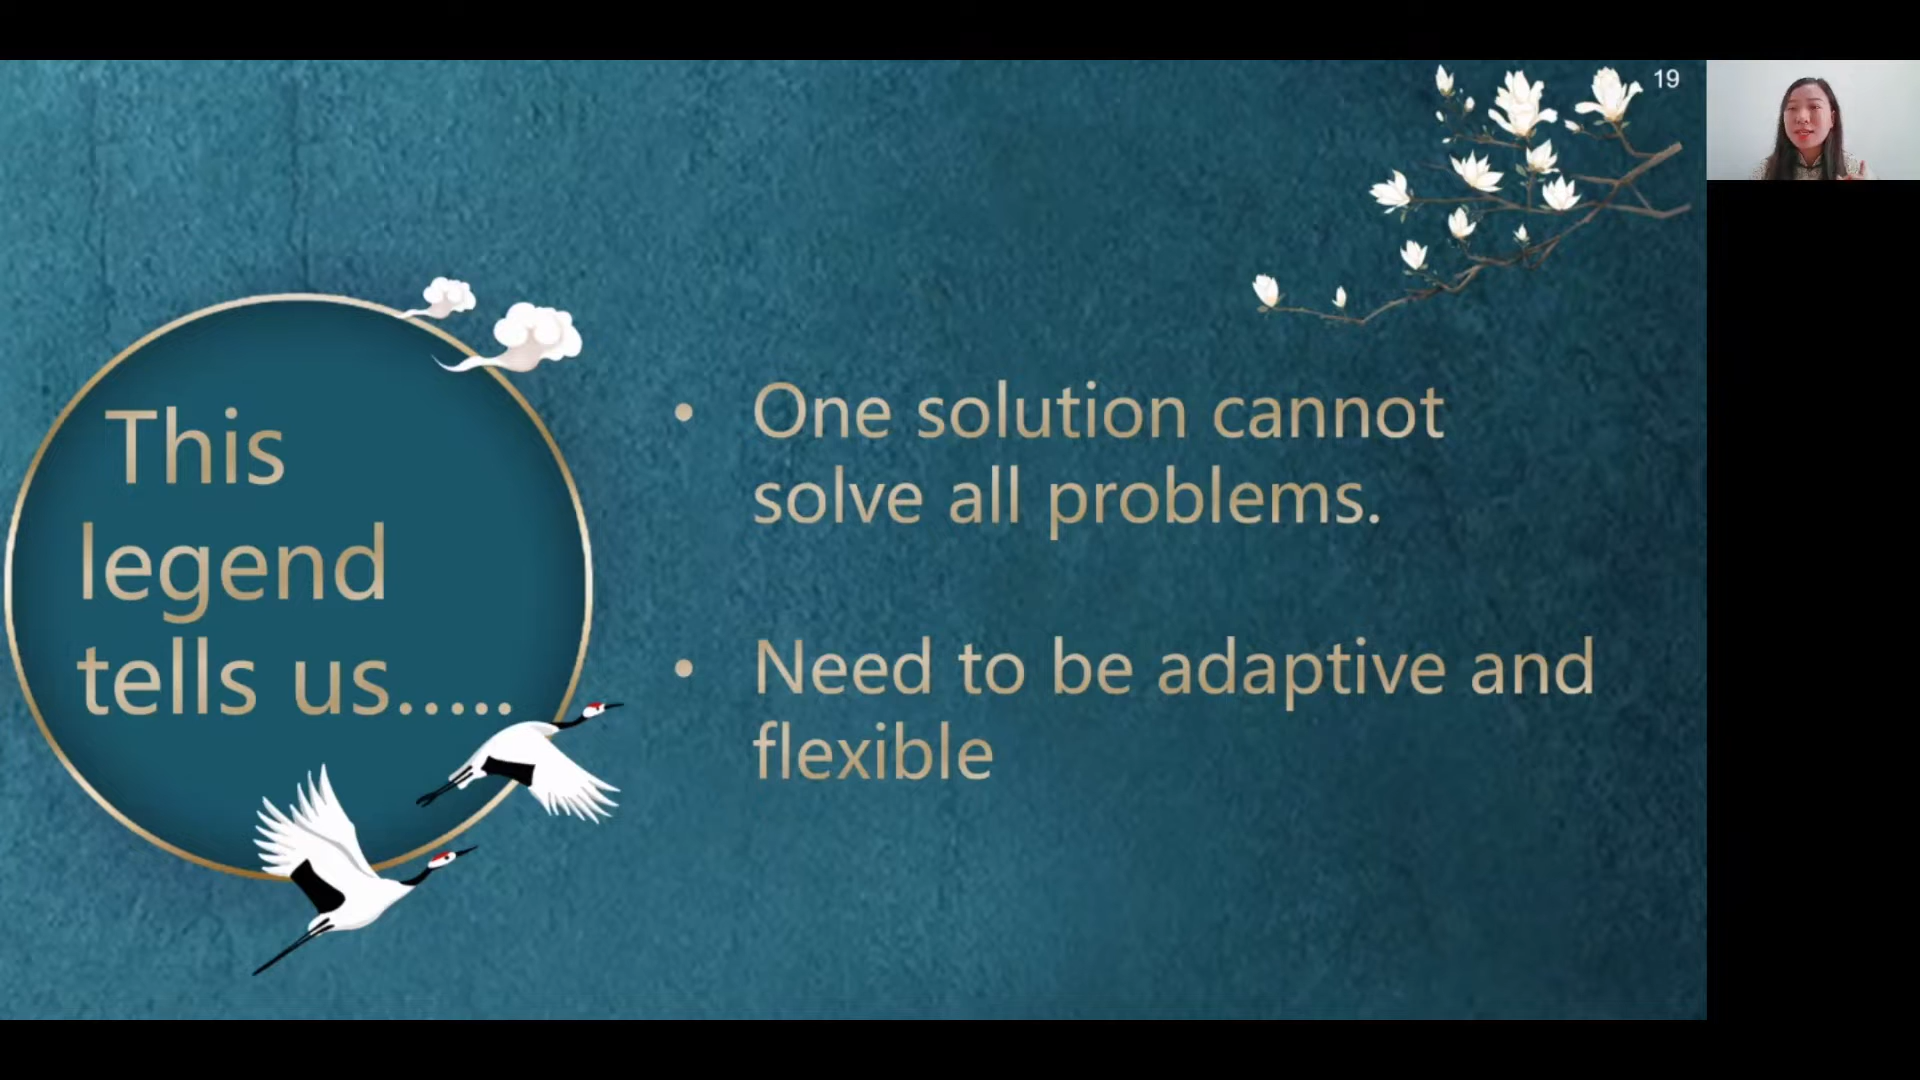 19
This
legend
tells us.....
• One solution cannot
solve all problems.
• Need to be adaptive and
flexible